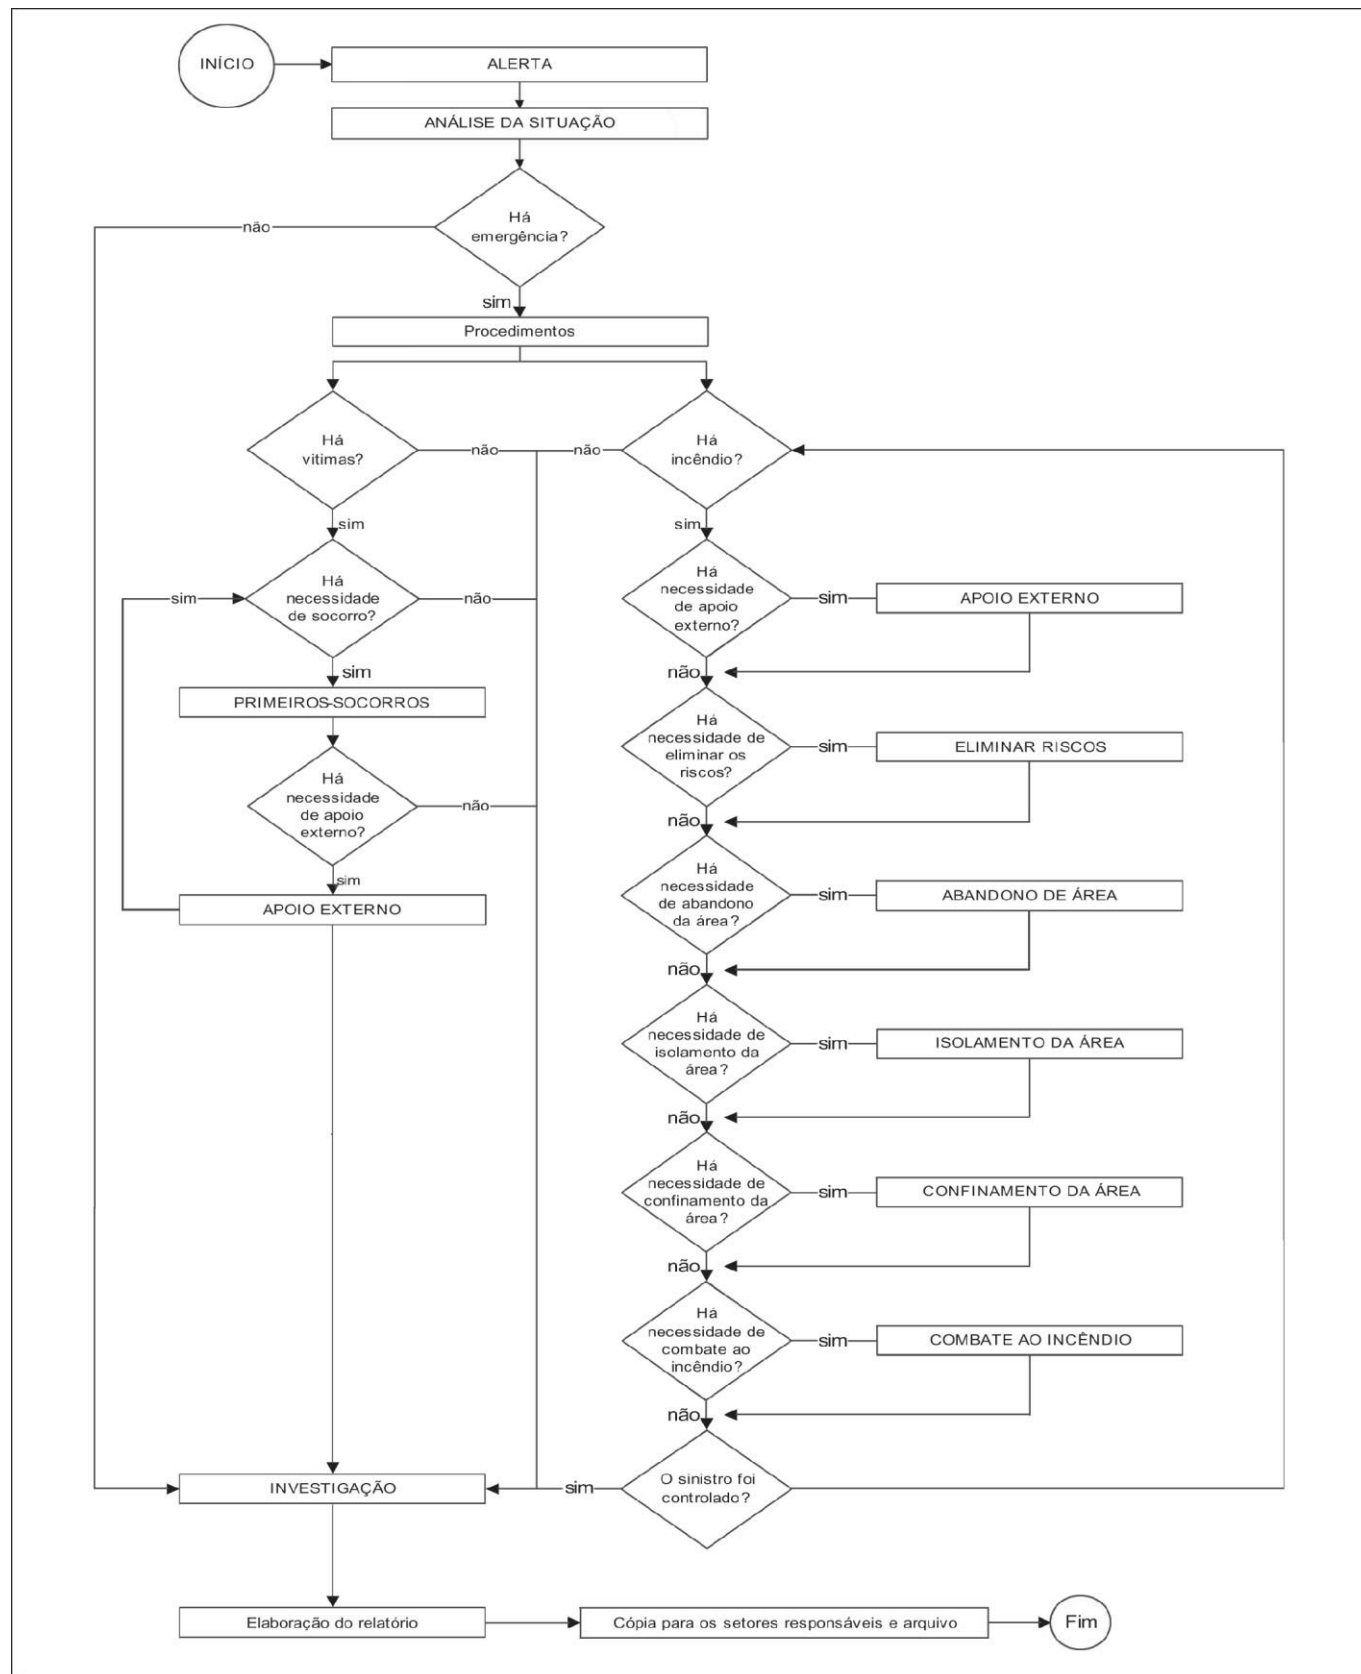 INÍCIO
ALERTA
ANÁLISE DA SITUAÇÃO
Há
emergência?
não
sim
Procedimentos
Há
vitimas?
não
não
Há
incêndio?
sim
sim
sim
Há
necessidade
de socorro?
não
Há
necessidade
de apoio
externo?
sim
APOIO EXTERNO
sim
não
PRIMEIROS-SOCORROS
Há
necessidade de
eliminar os
riscos?
sim
ELIMINAR RISCOS
Há
necessidade
de apoio
externo?
não
não
sim
APOIO EXTERNO
Há
necessidade
de abandono
da área?
sim
ABANDONO DE ÁREA
não
Há
necessidade de
isolamento da
área?
sim
ISOLAMENTO DA ÁREA
não
Há
necessidade de
confinamento da
área?
sim
CONFINAMENTO DA ÁREA
não
Há
necessidade de
combate ao
incêndio?
sim
COMBATE AO INCÊNDIO
não
INVESTIGAÇÃO
sim
O sinistro foi
controlado?
Elaboração do relatório
Cópia para os setores responsáveis e arquivo
Fim